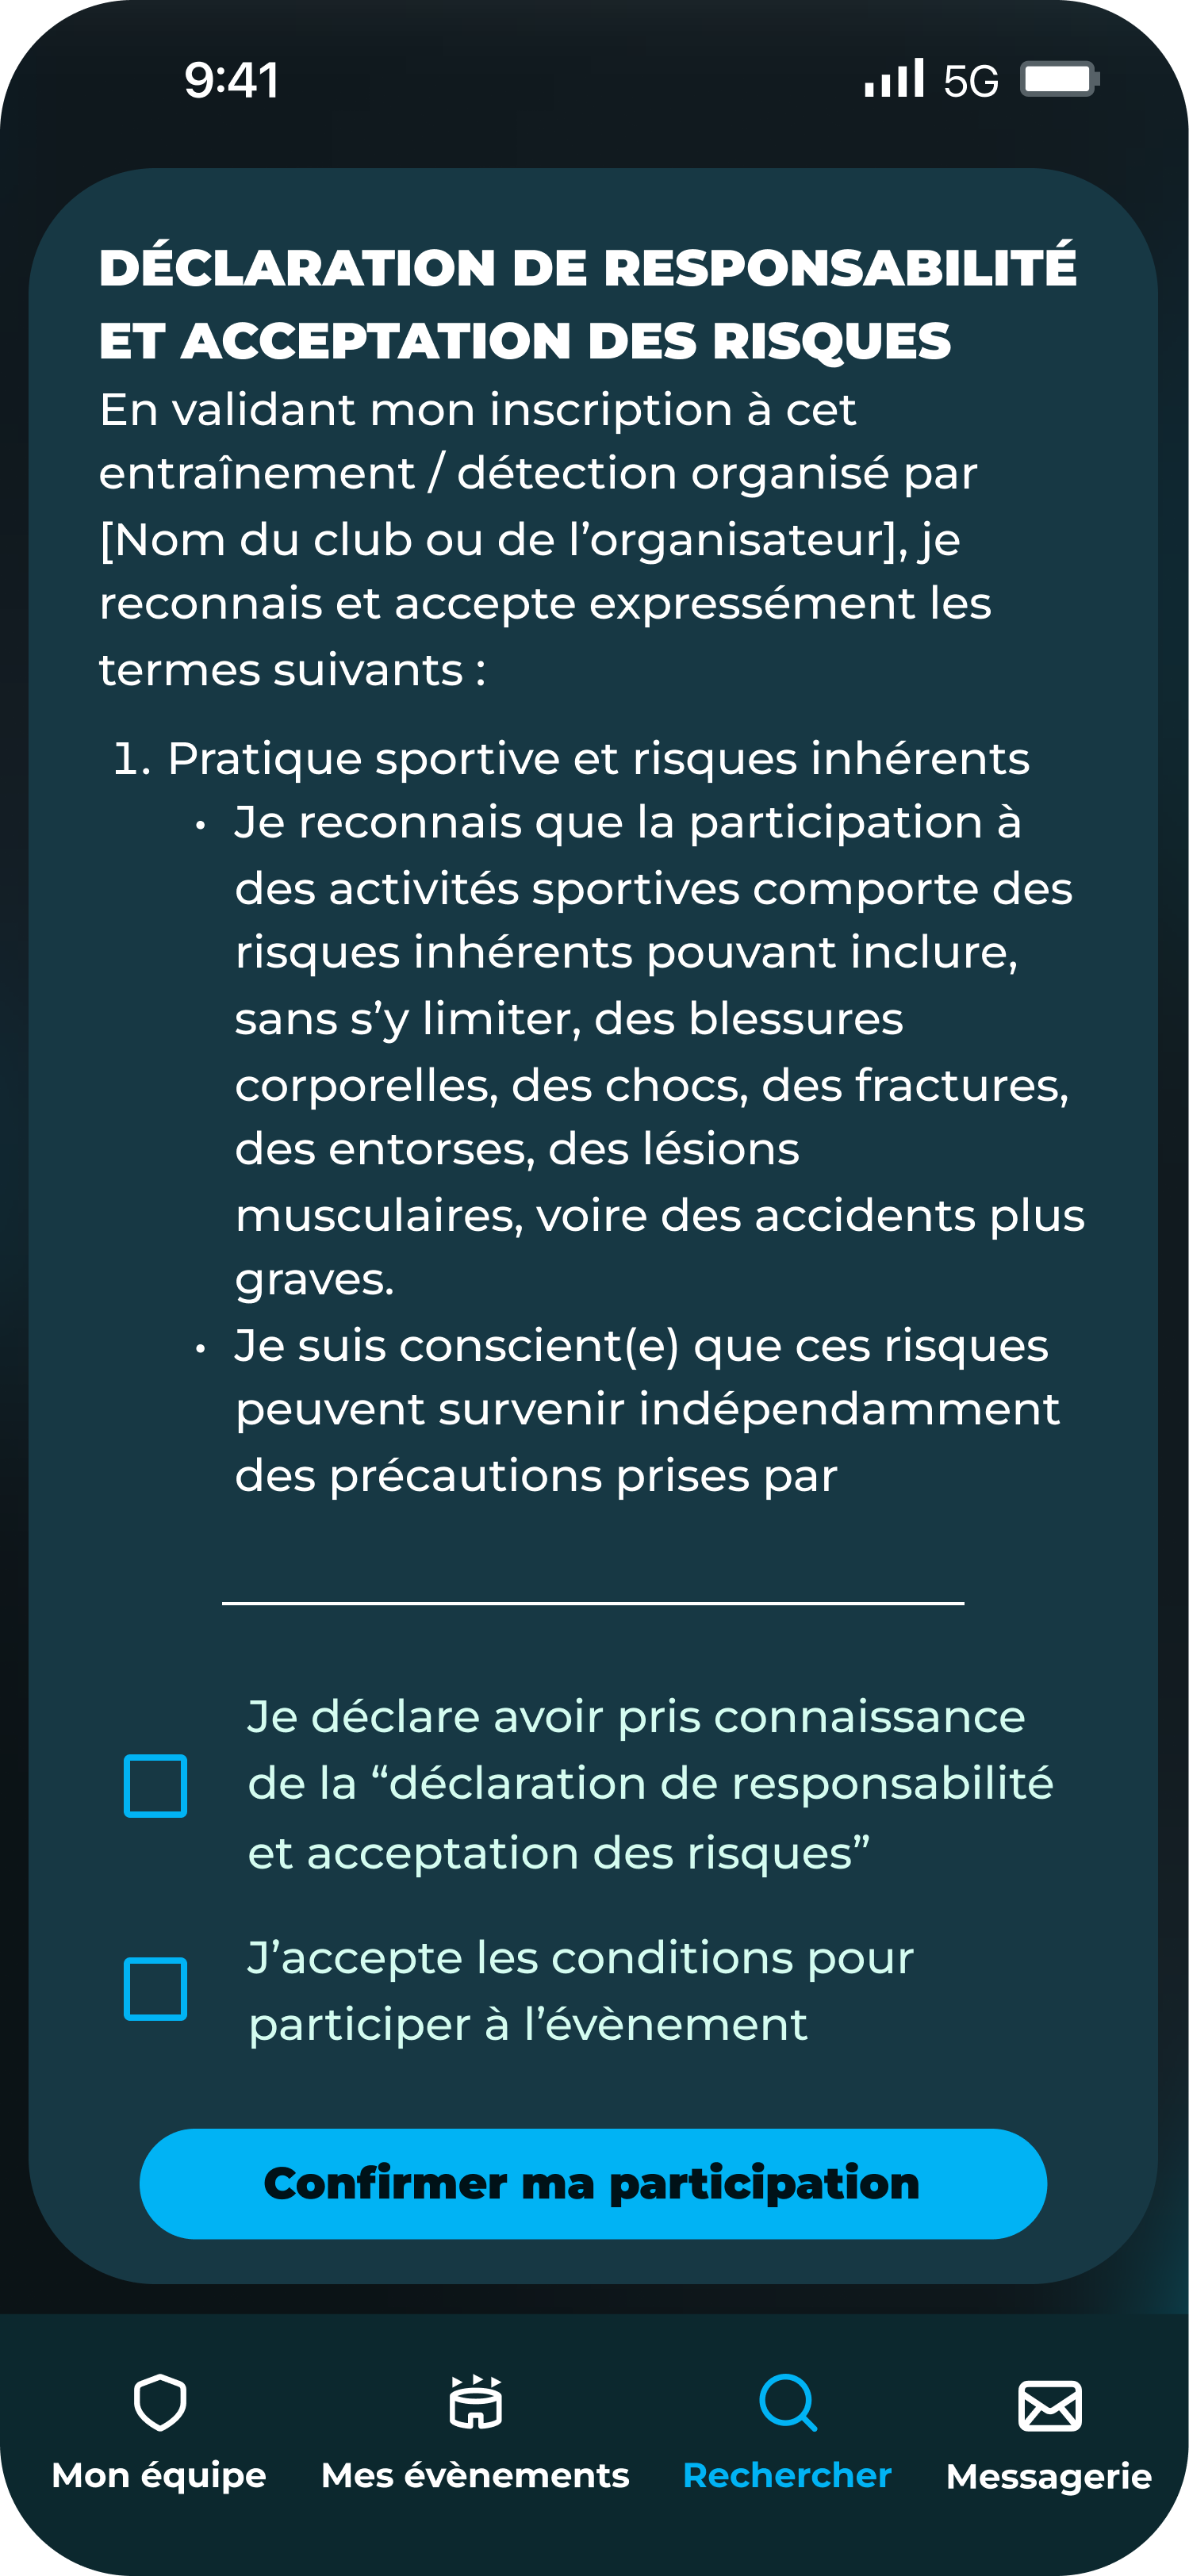 9:41
5G
DÉCLARATION DE RESPONSABILITÉ
ET ACCEPTATION DES RISQUES
En validant mon inscription à cet
entraînement / détection organisé par
[Nom du club ou de l’organisateur], je
reconnais et accepte expressément les
termes suivants :
1. Pratique sportive et risques inhérents
• Je reconnais que la participation à
des activités sportives comporte des
risques inhérents pouvant inclure,
sans s’y limiter, des blessures
corporelles, des chocs, des fractures,
des entorses, des lésions
musculaires, voire des accidents plus
graves.
• Je suis conscient(e) que ces risques
peuvent survenir indépendamment
des précautions prises par
Je déclare avoir pris connaissance
de la “déclaration de responsabilité
et acceptation des risques”
J’accepte les conditions pour
participer à l’évènement
Confirmer ma participation
Mon équipe
Mes évènements
Rechercher
Messagerie